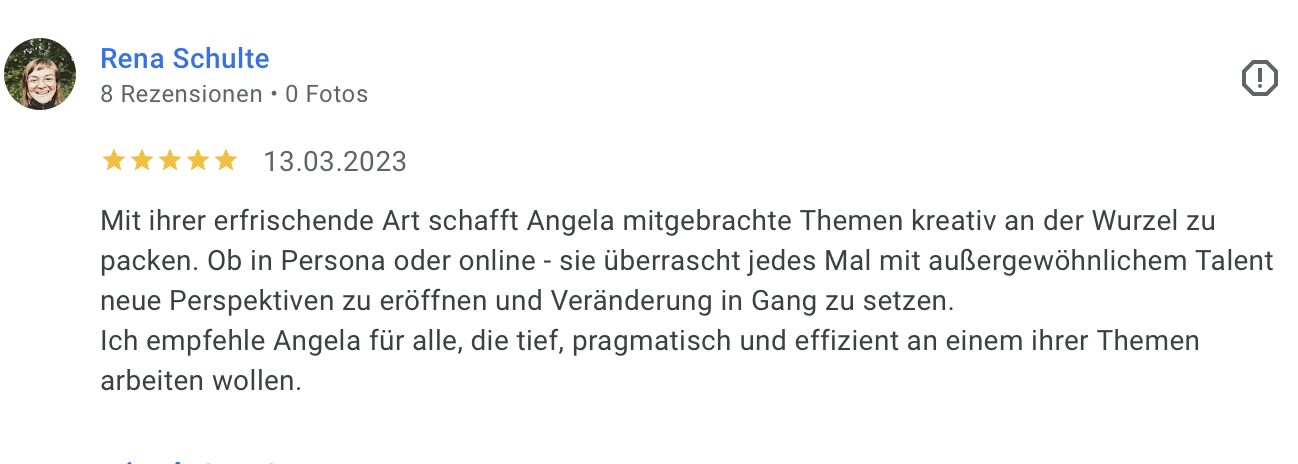 Rena Schulte
8 Rezensionen • 0 Fotos
13.03.2023
Mit ihrer erfrischende Art schafft Angela mitgebrachte Themen kreativ an der Wurzel zu
packen. Ob in Persona oder online - sie überrascht jedes Mal mit außergewöhnlichem Talent
neue Perspektiven zu eröffnen und Veränderung in Gang zu setzen.
Ich empfehle Angela für alle, die tief, pragmatisch und effizient an einem ihrer Themen
arbeiten wollen.